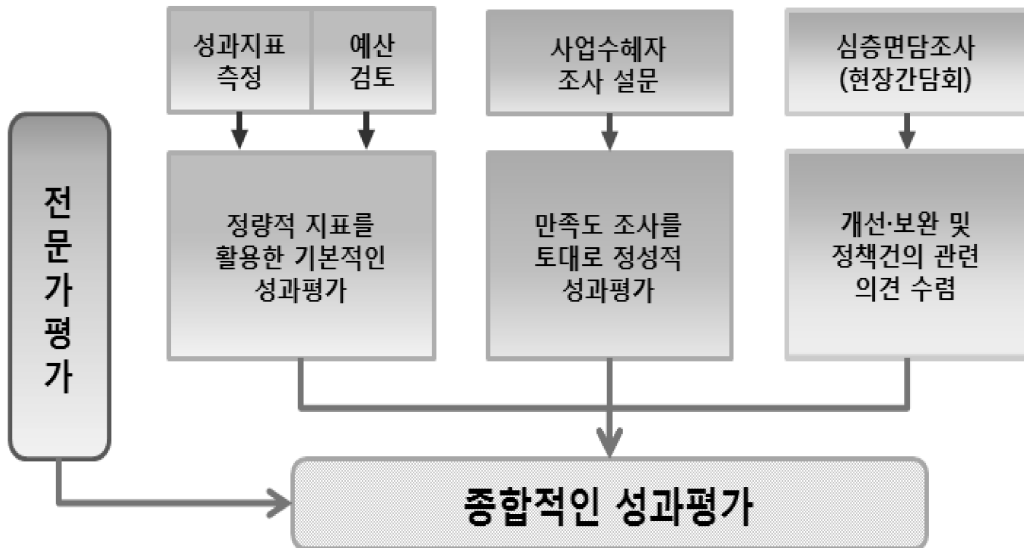 성과지표
측정
예산
검토
사업수혜자
조사 설문
심층면담조사
(현장간담회)
전
문
가
평
가
정량적 지표를
활용한 기본적인
성과평가
만족도 조사를
토대로 정성적
성과평가
개선·보완 및
정책건의 관련
의견 수렴
종합적인 성과평가